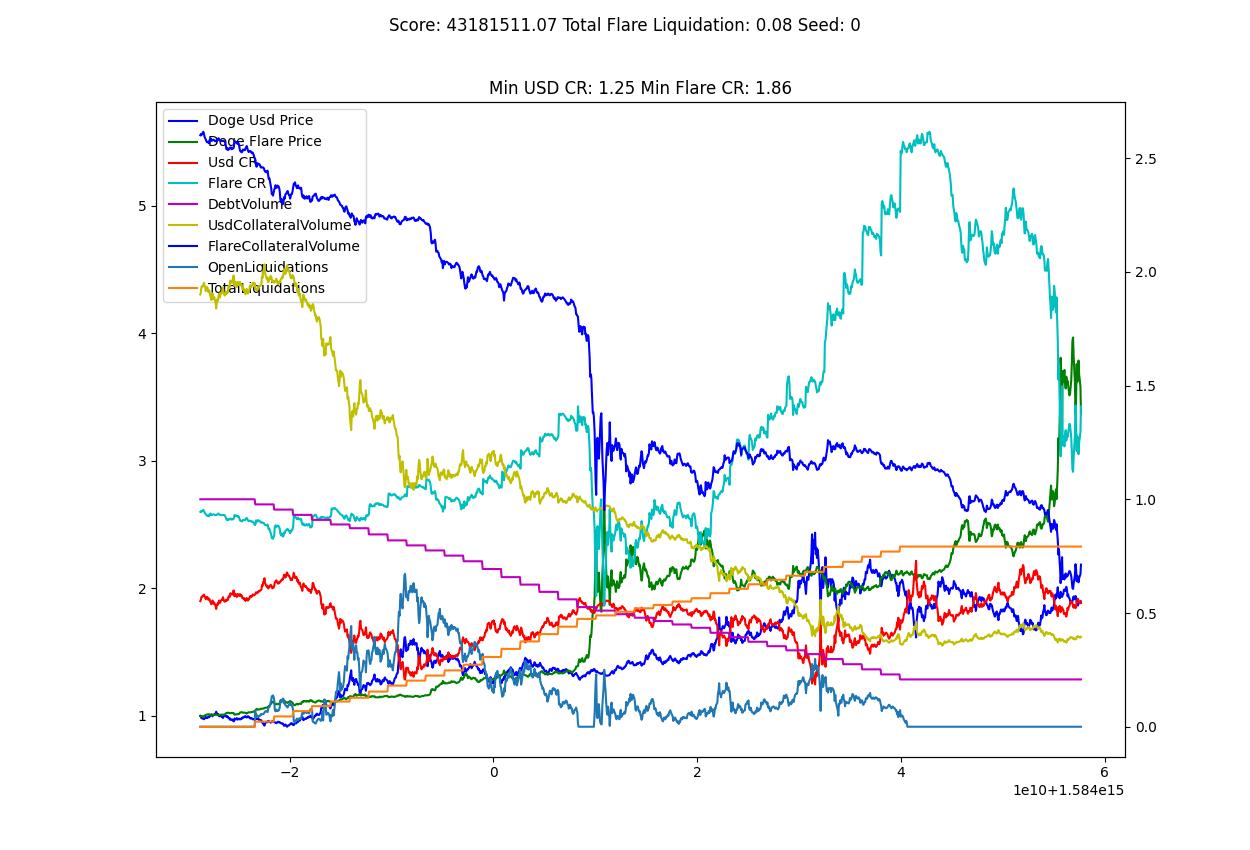 Score: 43181511.07 Total Flare Liquidation: 0.08 Seed: 0
Min USD CR: 1.25 Min Flare CR: 1.86
Doge Usd Price
Doge Flare Price
Usd CR
Flare CR
DebtVolume
UsdCollateralVolume
FlareCollateralVolume
OpenLiquidations
TotalLiquidations
5
4
3
2
1
2.5
2.0
1.5
1.0
0.5
0.0
−2
0
2
4
6
1e10+1.584e15